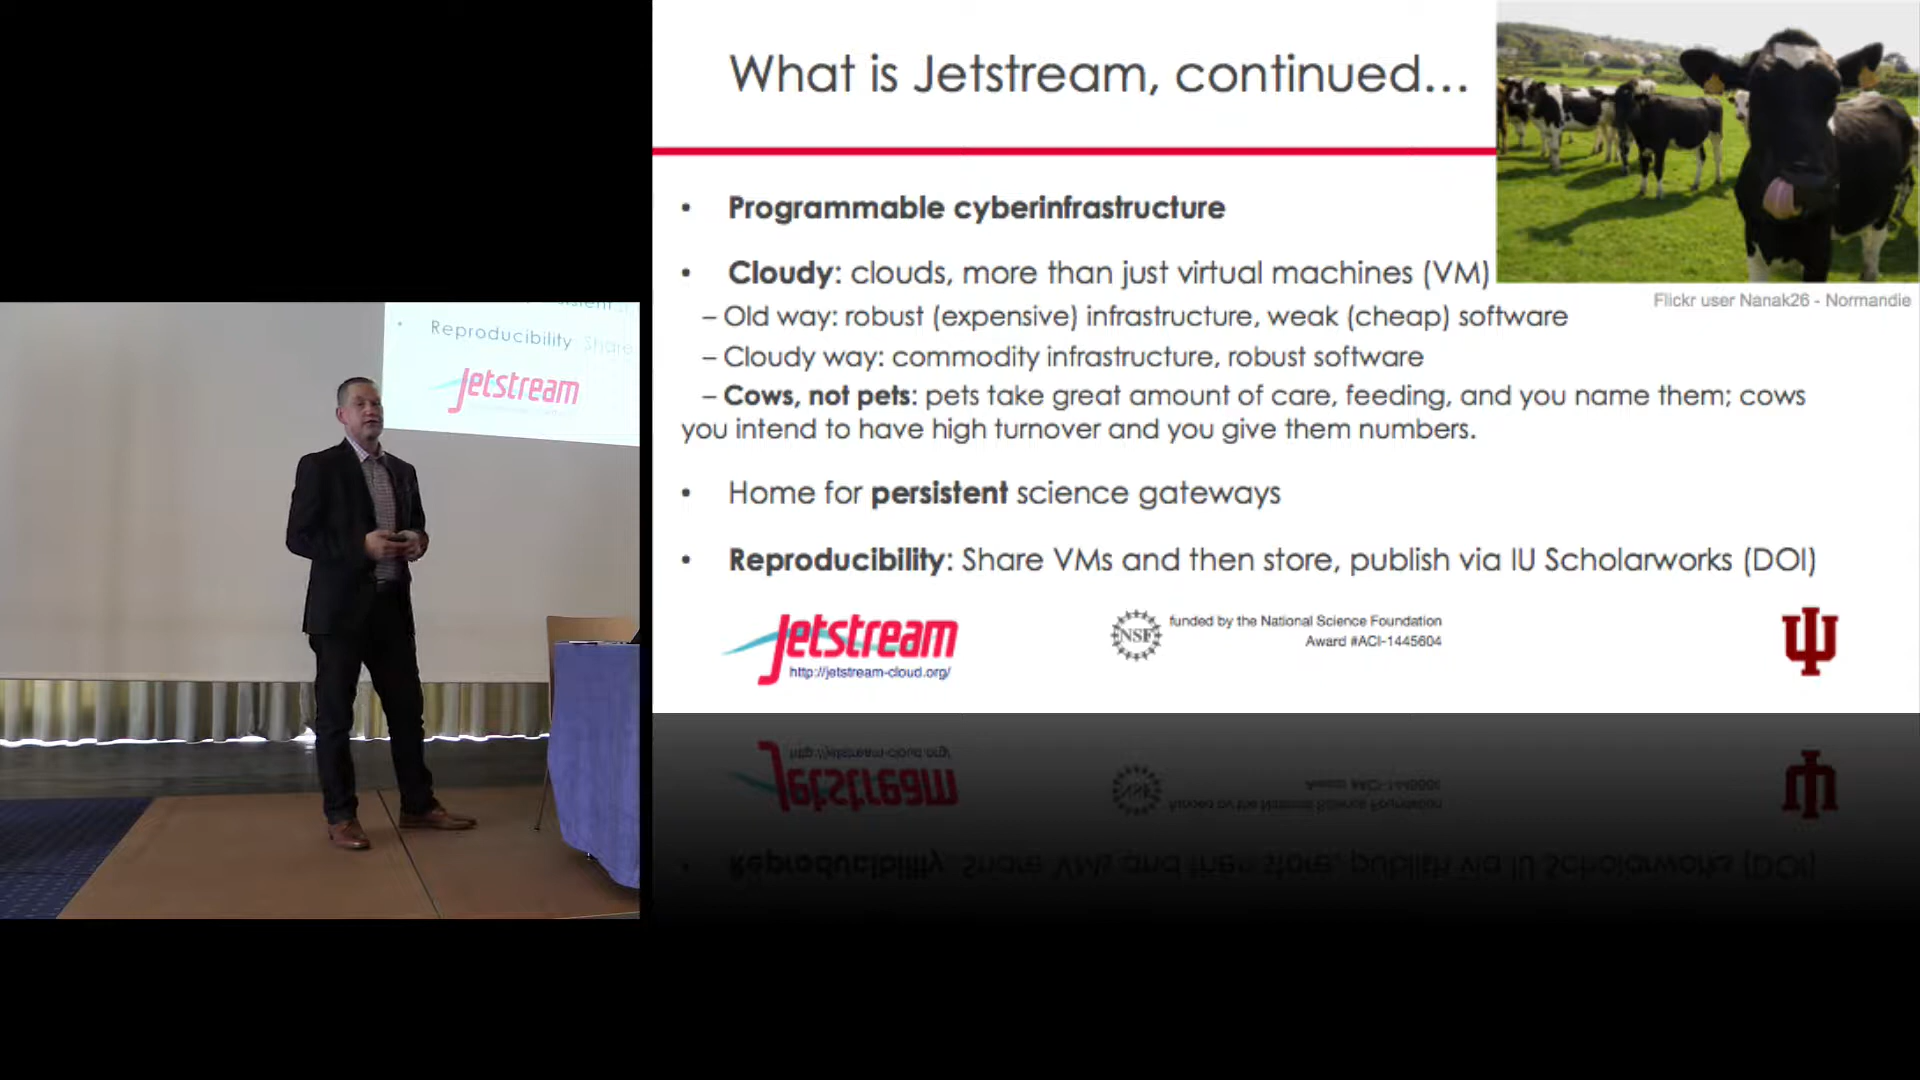 What is Jetstream, continued...
• Programmable cyberinfrastructure
• Cloudy: clouds, more than just virtual machines (VM)
Flickr user Nanak26 - Normandie
– Old way: robust (expensive) infrastructure, weak (cheap) software
– Cloudy way: commodity infrastructure, robust software
– Cows, not pets: pets take great amount of care, feeding, and you name them; cows
you intend to have high turnover and you give them numbers.
• Home for persistent science gateways
• Reproducibility: Share VMs and then store, publish via IU Scholarworks (DOI)
Jetstream
http://jetstream-cloud.org/
NSF
funded by the National Science Foundation
Award #ACI-1445604
IU
• Reproducibility Share
Jetstream